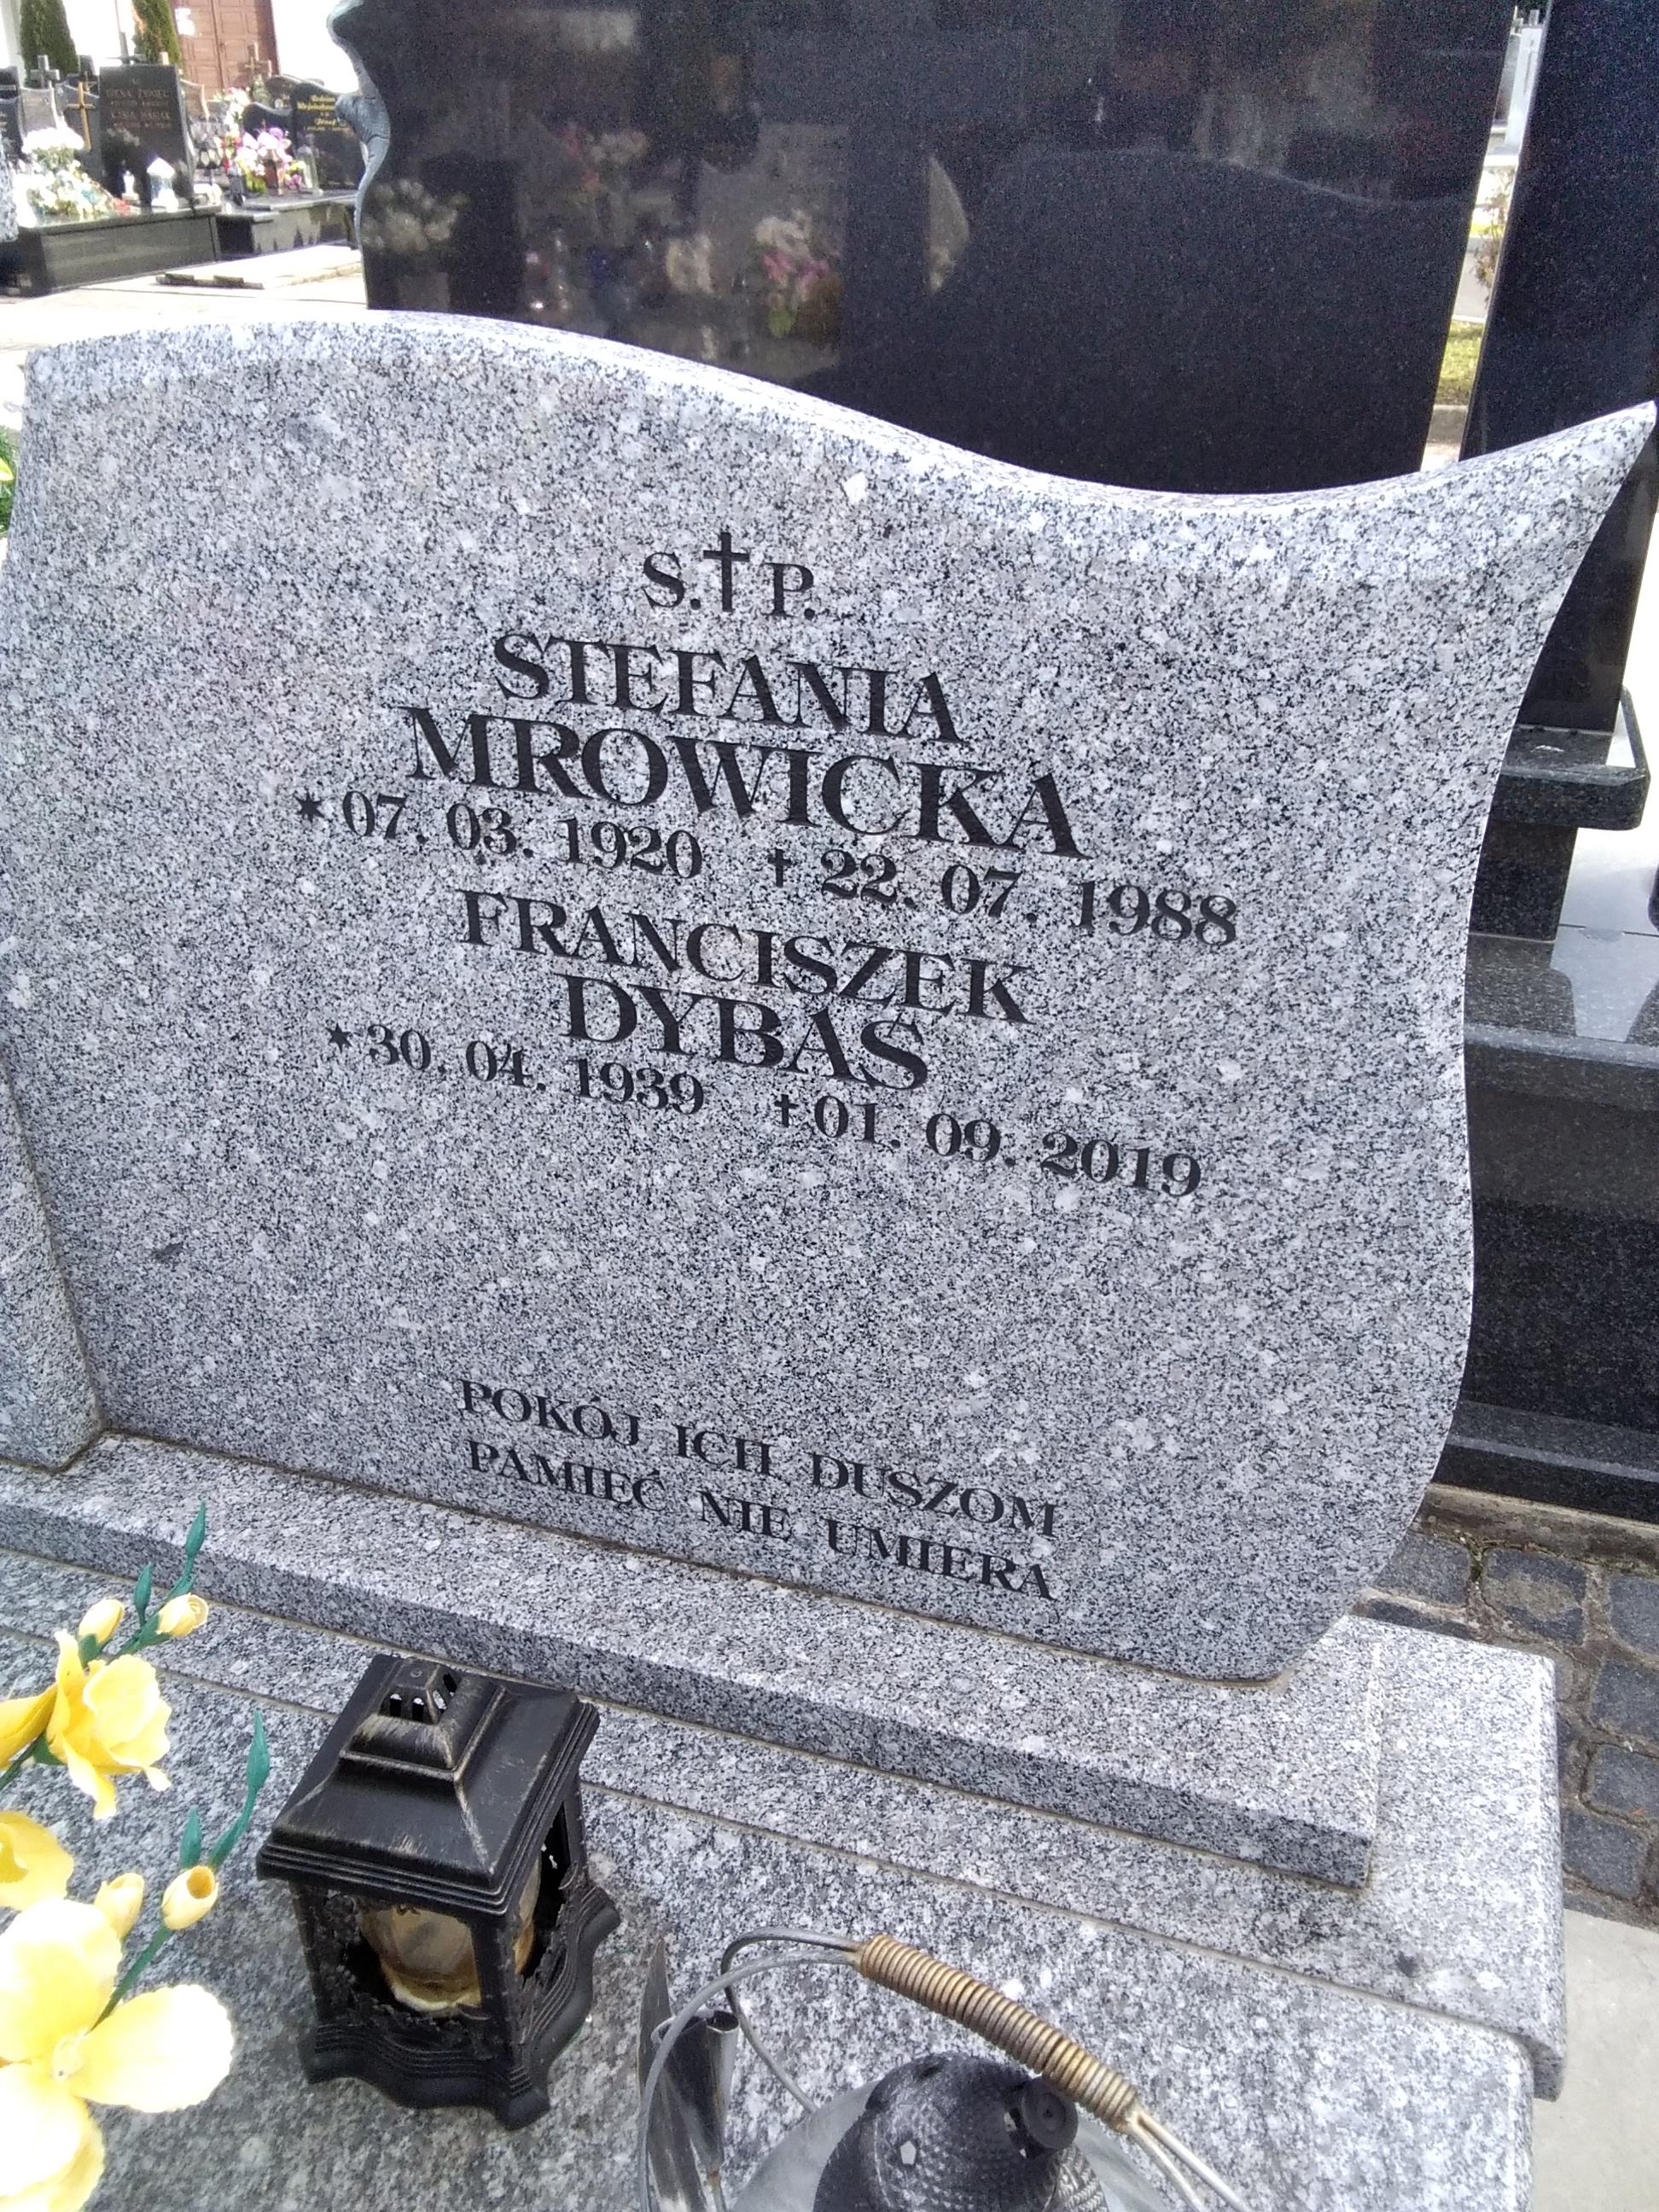 S.✝P.
STEFANIA
MROWICKA
★07. 03. 1920 ✝22. 07. 1988
FRANCISZEK
DYBAS
★30. 04. 1939 ✝01. 09. 2019
POKÓJ ICH DUSZOM
PAMIĘĆ NIE UMIERA